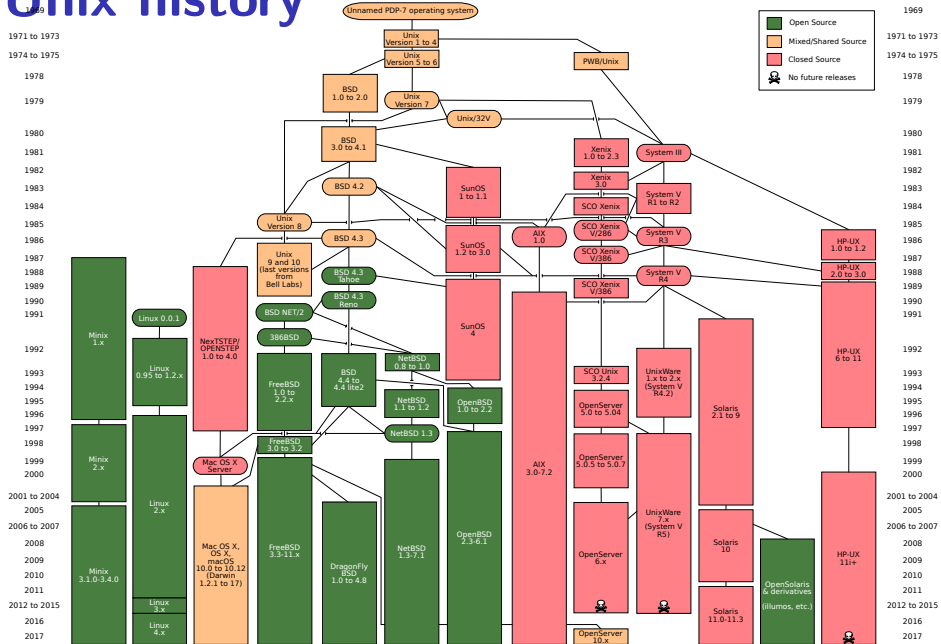 Unix history
1969
Unnamed PDP-7 operating system
1969
1971 to 1973
Unix
Version 1 to 4
1971 to 1973
1974 to 1975
Unix
Version 5 to 6
PWB/Unix
1974 to 1975
Open Source
Mixed/Shared Source
Closed Source
No future releases
1978
BSD
1.0 to 2.0
1978
1979
Unix
Version 7
1979
Unix/32V
1980
BSD
3.0 to 4.1
1980
1981
Xenix
1.0 to 2.3
System III
1981
1982
Xenix
3.0
1982
1983
BSD 4.2
SunOS
1 to 1.1
System V
R1 to R2
1983
1984
SCO Xenix
1984
1985
Unix
Version 8
SCO Xenix
V/286
1985
1986
BSD 4.3
AIX
1.0
System V
R3
HP-UX
1.0 to 1.2
1986
1987
Unix
9 and 10
(last versions
from
Bell Labs)
SunOS
1.2 to 3.0
SCO Xenix
V/386
1987
1988
BSD 4.3
Tahoe
System V
R4
HP-UX
2.0 to 3.0
1988
1989
SCO Xenix
V/386
1989
1990
BSD 4.3
Reno
1990
1991
Linux 0.0.1
BSD NET/2
1991
Minix
1.x
386BSD
SunOS
4
HP-UX
6 to 11
1992
NexTSTEP/
OPENSTEP
1.0 to 4.0
1992
Linux
0.95 to 1.2.x
NetBSD
0.8 to 1.0
1993
FreeBSD
1.0 to
2.2.x
BSD
4.4 to
4.4 lite2
SCO Unix
3.2.4
UnixWare
1.x to 2.x
(System V
R4.2)
1993
1994
1994
1995
NetBSD
1.1 to 1.2
OpenBSD
1.0 to 2.2
OpenServer
5.0 to 5.04
Solaris
2.1 to 9
1995
1996
1996
1997
NetBSD 1.3
1997
1998
FreeBSD
3.0 to 3.2
1998
1999
Minix
2.x
Mac OS X
Server
OpenServer
5.0.5 to 5.0.7
1999
2000
AIX
3.0-7.2
2000
2001 to 2004
Linux
2.x
2001 to 2004
2005
2005
2006 to 2007
UnixWare
7.x
(System V
R5)
2006 to 2007
2008
Mac OS X,
OS X,
macOS
10.0 to 10.12
(Darwin
1.2.1 to 17)
FreeBSD
3.3-11.x
NetBSD
1.3-7.1
OpenBSD
2.3-6.1
Solaris
10
2008
2009
OpenServer
6.x
HP-UX
11i+
2009
2010
Minix
3.1.0-3.4.0
DragonFly
BSD
1.0 to 4.8
2010
2011
OpenSolaris
& derivatives
(illumos, etc.)
2011
2012 to 2015
Linux
3.x
2012 to 2015
2016
Linux
4.x
Solaris
11.0-11.3
2016
2017
OpenServer
10.x
2017